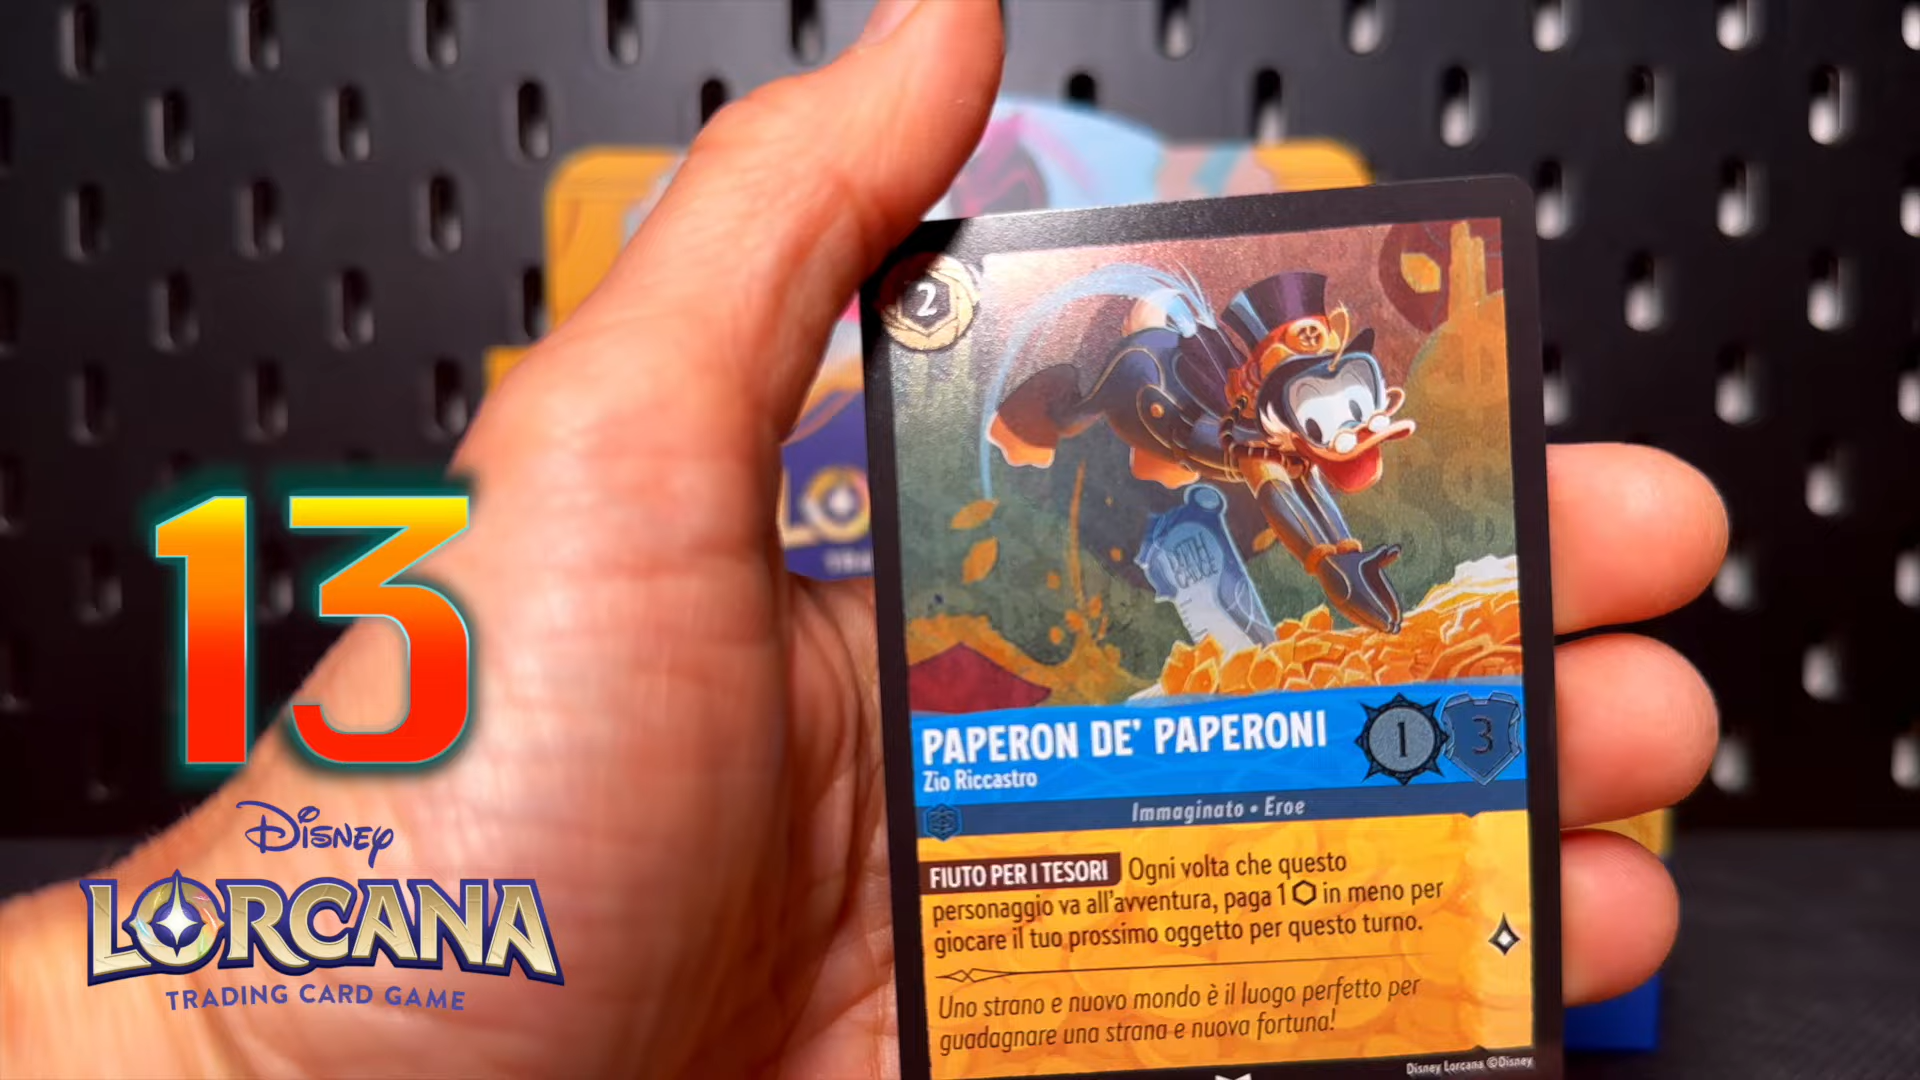 2
DEPTH
GAUGE
PAPERON DE' PAPERONI
Zio Riccastro
1
3
Immaginato • Eroe
FIUTO PER I TESORI Ogni volta che questo
personaggio va all'avventura, paga 1 ⬡ in meno per
giocare il tuo prossimo oggetto per questo turno.
Uno strano e nuovo mondo è il luogo perfetto per
guadagnare una strana e nuova fortuna!
Disney Lorcana ©Disney
13
Disney
LORCANA
TRADING CARD GAME